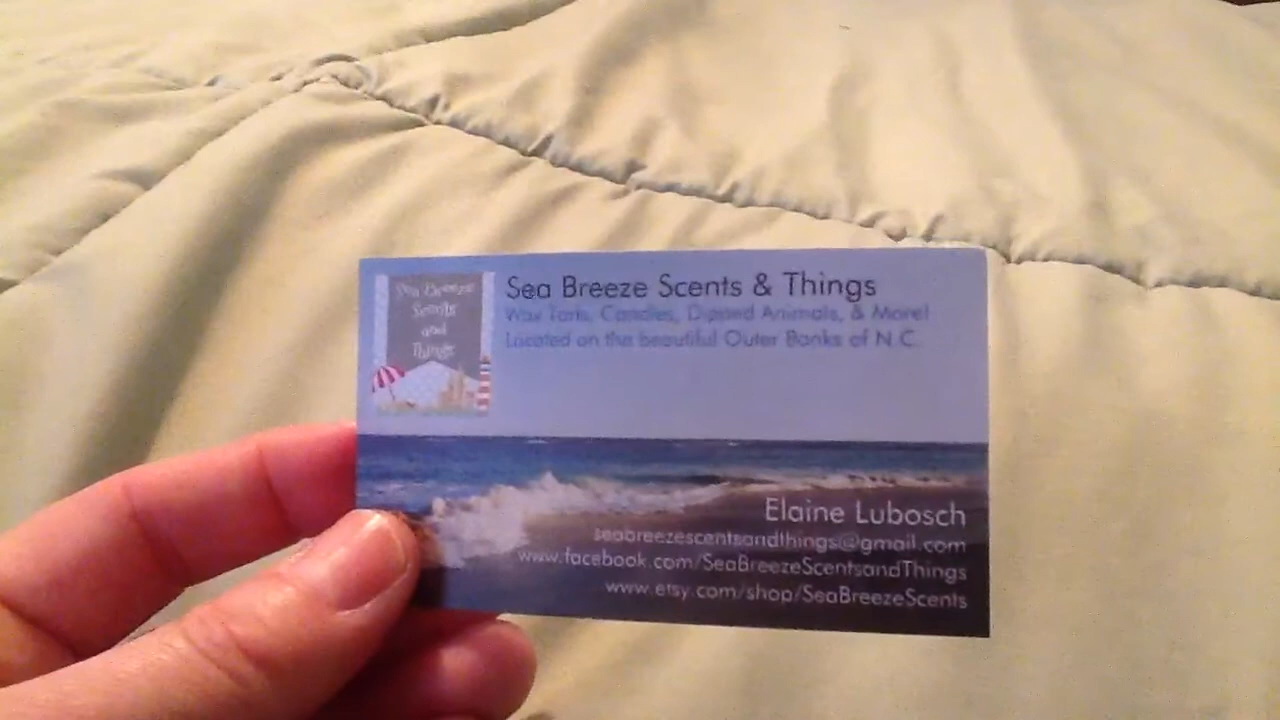 Sea Breeze
Scents
and
Things
Sea Breeze Scents & Things
Wax Tarts, Candles, Dipped Animals, & More!
Located on the beautiful Outer Banks of N.C.
Elaine Lubosch
seabreezescentsandthings@gmail.com
www.facebook.com/SeaBreezeScentsandThings
www.etsy.com/shop/SeaBreezeScents